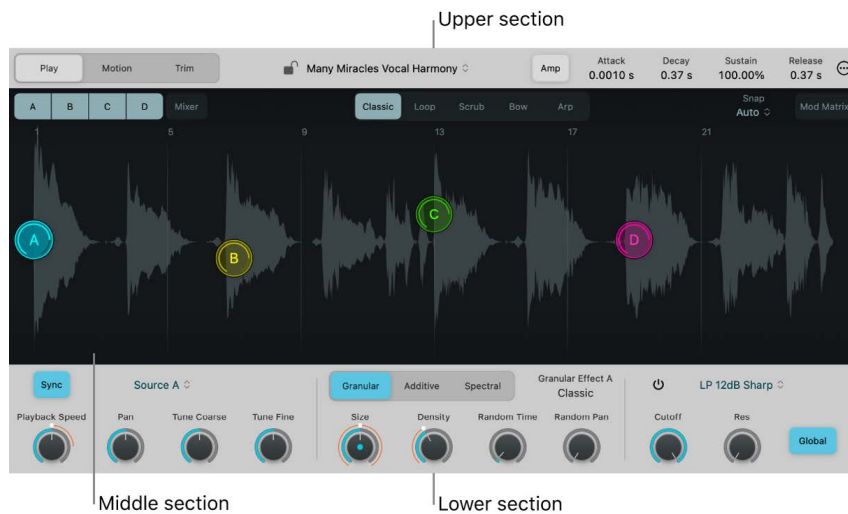 Upper section
Play Motion Trim Many Miracles Vocal Harmony Amp Attack Decay Sustain Release
0.0010 s 0.37 s 100.00% 0.37 s
A B C D Mixer Classic Loop Scrub Bow Arp Snap Mod Matrix
Auto
1 5 9 13 17 21
C
A B D
Sync Source A Granular Additive Spectral Granular Effect A LP 12dB Sharp
Classic
Playback Speed Pan Tune Coarse Tune Fine Size Density Random Time Random Pan Cutoff Res
Global
Middle section Lower section